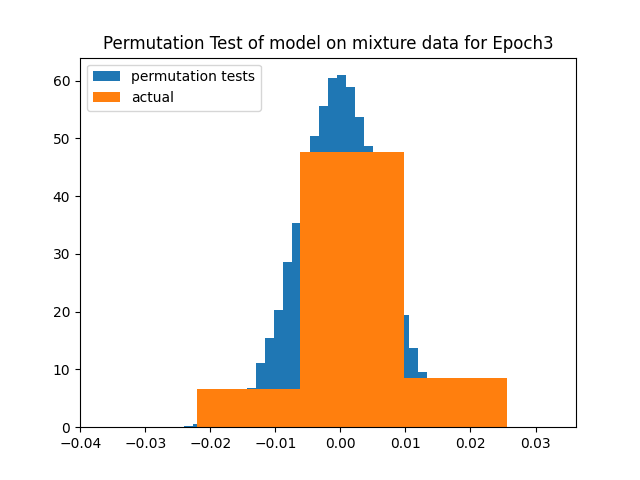 Permutation Test of model on mixture data for Epoch3
permutation tests
actual
60
50
40
30
20
10
0
−0.04 −0.03 −0.02 −0.01 0.00 0.01 0.02 0.03